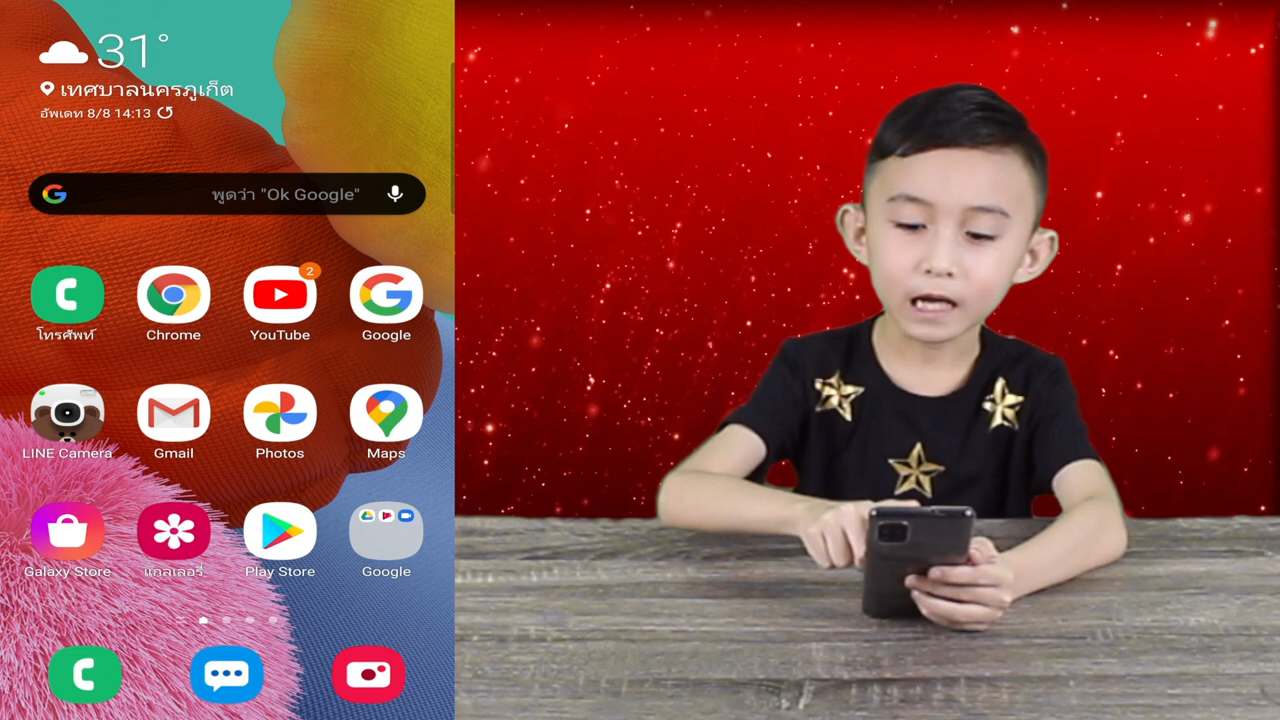 31°
เทศบาลนครภูเก็ต
อัพเดท 8/8 14:13
พูดว่า "Ok Google"
2
โทรศัพท์
Chrome
YouTube
Google
LINE Camera
Gmail
Photos
Maps
Galaxy Store
แกลเลอรี่
Play Store
Google